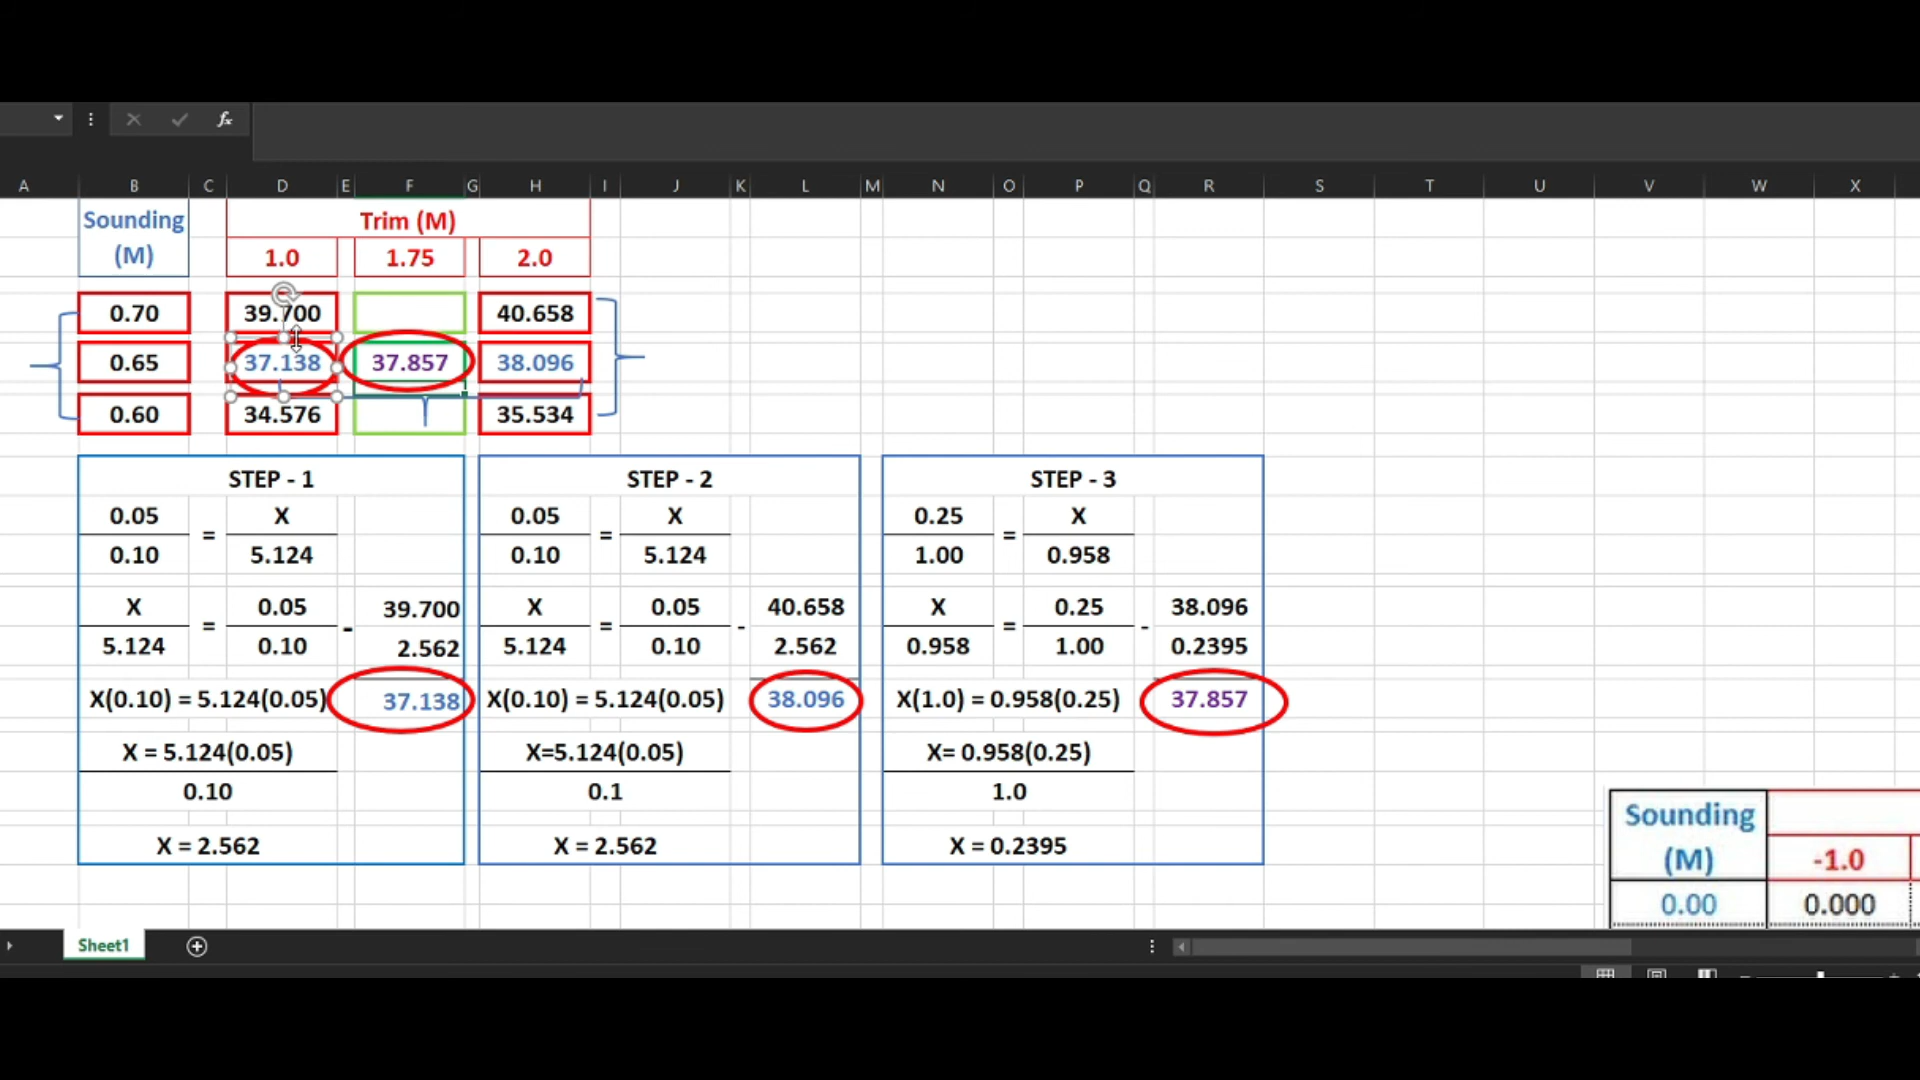 fx
A B C D E F G H I J K L M N O P Q R S T U V W X
Sounding (M)
Trim (M)
1.0 1.75 2.0
0.70 39.700 40.658
0.65 37.138 37.857 38.096
0.60 34.576 35.534
STEP - 1
0.05 = X
0.10 5.124
X = 0.05 - 39.700
5.124 0.10 2.562
X(0.10) = 5.124(0.05) 37.138
X = 5.124(0.05)
0.10
X = 2.562
STEP - 2
0.05 = X
0.10 5.124
X = 0.05 - 40.658
5.124 0.10 2.562
X(0.10) = 5.124(0.05) 38.096
X=5.124(0.05)
0.1
X = 2.562
STEP - 3
0.25 = X
1.00 0.958
X = 0.25 - 38.096
0.958 1.00 0.2395
X(1.0) = 0.958(0.25) 37.857
X= 0.958(0.25)
1.0
X = 0.2395
Sounding
(M) -1.0
0.00 0.000
Sheet1